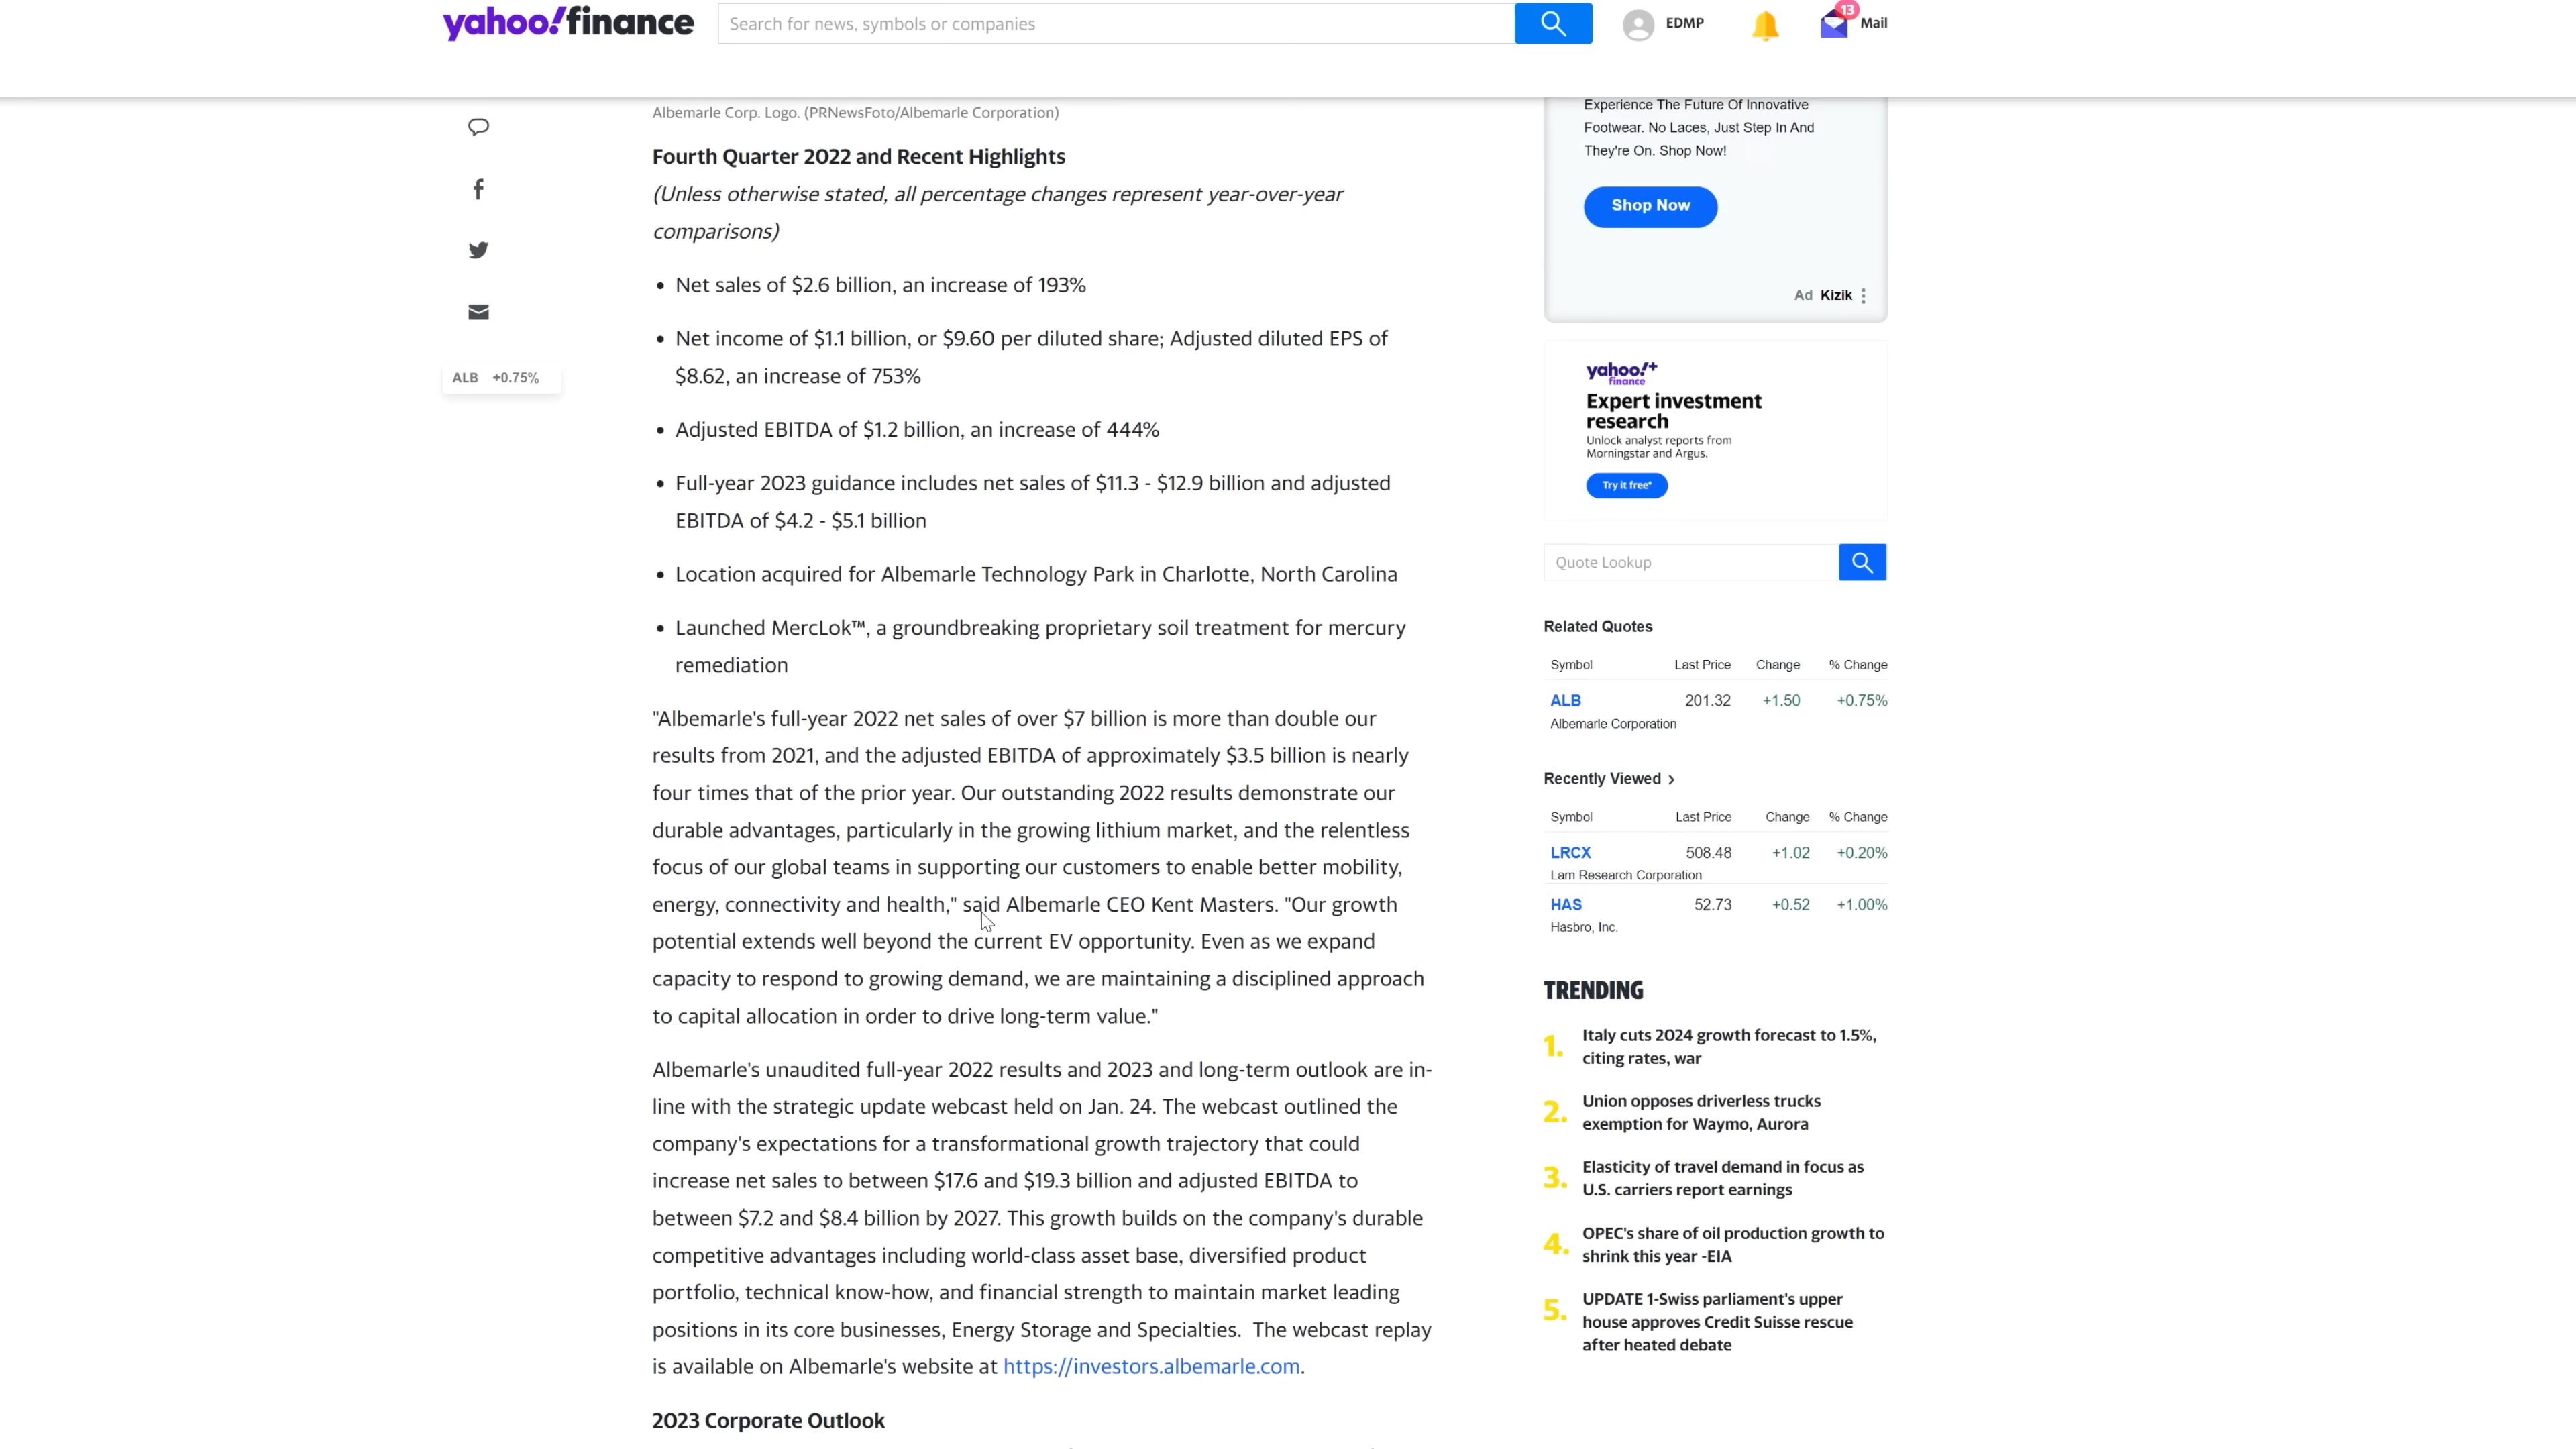 yahoo!finance
Search for news, symbols or companies
EDMP
13
Mail
Albemarle Corp. Logo. (PRNewsFoto/Albemarle Corporation)
Fourth Quarter 2022 and Recent Highlights
(Unless otherwise stated, all percentage changes represent year-over-year
comparisons)
• Net sales of $2.6 billion, an increase of 193%
• Net income of $1.1 billion, or $9.60 per diluted share; Adjusted diluted EPS of
$8.62, an increase of 753%
ALB +0.75%
• Adjusted EBITDA of $1.2 billion, an increase of 444%
• Full-year 2023 guidance includes net sales of $11.3 - $12.9 billion and adjusted
EBITDA of $4.2 - $5.1 billion
• Location acquired for Albemarle Technology Park in Charlotte, North Carolina
• Launched MercLok™, a groundbreaking proprietary soil treatment for mercury
remediation
"Albemarle's full-year 2022 net sales of over $7 billion is more than double our
results from 2021, and the adjusted EBITDA of approximately $3.5 billion is nearly
four times that of the prior year. Our outstanding 2022 results demonstrate our
durable advantages, particularly in the growing lithium market, and the relentless
focus of our global teams in supporting our customers to enable better mobility,
energy, connectivity and health," said Albemarle CEO Kent Masters. "Our growth
potential extends well beyond the current EV opportunity. Even as we expand
capacity to respond to growing demand, we are maintaining a disciplined approach
to capital allocation in order to drive long-term value."
Albemarle's unaudited full-year 2022 results and 2023 and long-term outlook are in-
line with the strategic update webcast held on Jan. 24. The webcast outlined the
company's expectations for a transformational growth trajectory that could
increase net sales to between $17.6 and $19.3 billion and adjusted EBITDA to
between $7.2 and $8.4 billion by 2027. This growth builds on the company's durable
competitive advantages including world-class asset base, diversified product
portfolio, technical know-how, and financial strength to maintain market leading
positions in its core businesses, Energy Storage and Specialties. The webcast replay
is available on Albemarle's website at https://investors.albemarle.com.
2023 Corporate Outlook
Experience The Future Of Innovative
Footwear. No Laces, Just Step In And
They're On. Shop Now!
Shop Now
Ad Kizik
yahoo!+
finance
Expert investment
research
Unlock analyst reports from
Morningstar and Argus.
Try it free*
Quote Lookup
Related Quotes
Symbol Last Price Change % Change
ALB 201.32 +1.50 +0.75%
Albemarle Corporation
Recently Viewed >
Symbol Last Price Change % Change
LRCX 508.48 +1.02 +0.20%
Lam Research Corporation
HAS 52.73 +0.52 +1.00%
Hasbro, Inc.
TRENDING
1. Italy cuts 2024 growth forecast to 1.5%,
citing rates, war
2. Union opposes driverless trucks
exemption for Waymo, Aurora
3. Elasticity of travel demand in focus as
U.S. carriers report earnings
4. OPEC's share of oil production growth to
shrink this year -EIA
5. UPDATE 1-Swiss parliament's upper
house approves Credit Suisse rescue
after heated debate